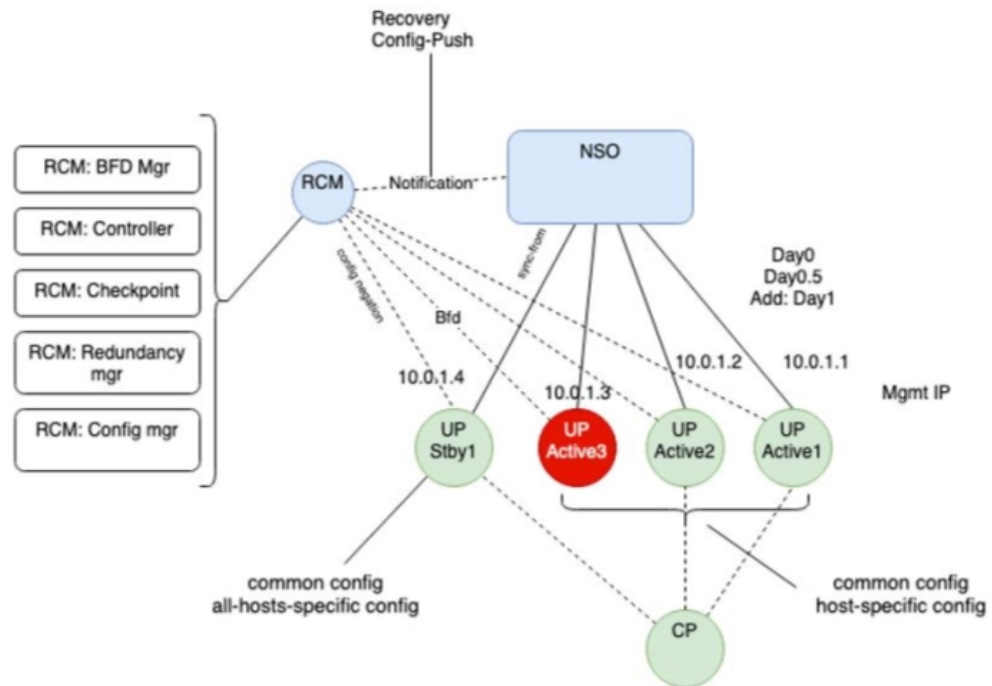 Recovery
Config-Push
RCM: BFD Mgr
RCM: Controller
RCM: Checkpoint
RCM: Redundancy
mgr
RCM: Config mgr
RCM
Notification
NSO
config negation
sync-from
Bfd
Day0
Day0.5
Add: Day1
10.0.1.4
10.0.1.3
10.0.1.2
10.0.1.1
Mgmt IP
UP
Stby1
UP
Active3
UP
Active2
UP
Active1
common config
all-hosts-specific config
common config
host-specific config
CP